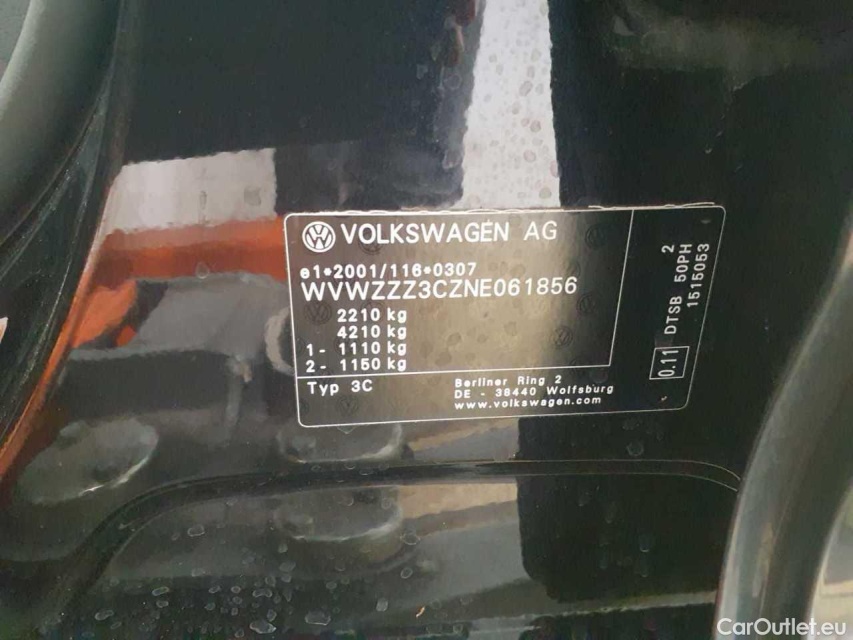 VOLKSWAGEN AG
e1*2001/116*0307
WVWZZZ3CZNE061856
2210 kg
4210 kg
1- 1110 kg
2- 1150 kg
Typ 3C
Berliner Ring 2
DE - 38440 Wolfsburg
www.volkswagen.com
0.11
DTSB 50PH 2
1515053
CarOutlet.eu